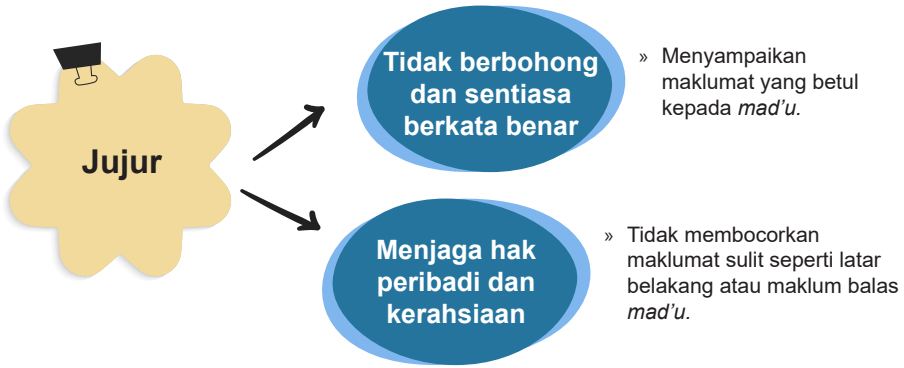 Jujur
Tidak berbohong
dan sentiasa
berkata benar
» Menyampaikan
maklumat yang betul
kepada mad’u.
Menjaga hak
peribadi dan
kerahsiaan
» Tidak membocorkan
maklumat sulit seperti latar
belakang atau maklum balas
mad’u.